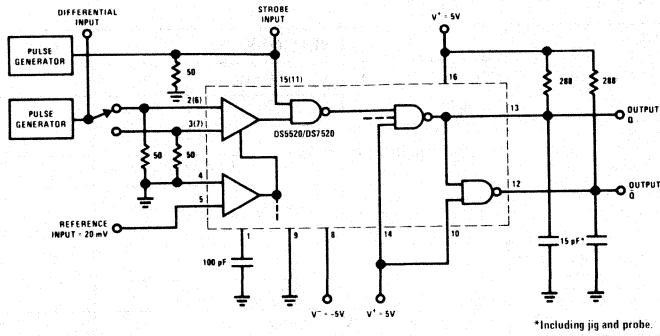 DIFFERENTIAL
INPUT
STROBE
INPUT
V+ = 5V
PULSE
GENERATOR
50
15(11)
16
288
288
PULSE
GENERATOR
2(6)
3(7)
DS5520/DS7520
13
OUTPUT
Q
50
50
4
5
12
OUTPUT
Q̄
REFERENCE
INPUT = 20 mV
1
9
8
14
10
100 pF
15 pF*
V- = -5V
V+ = 5V
*Including jig and probe.